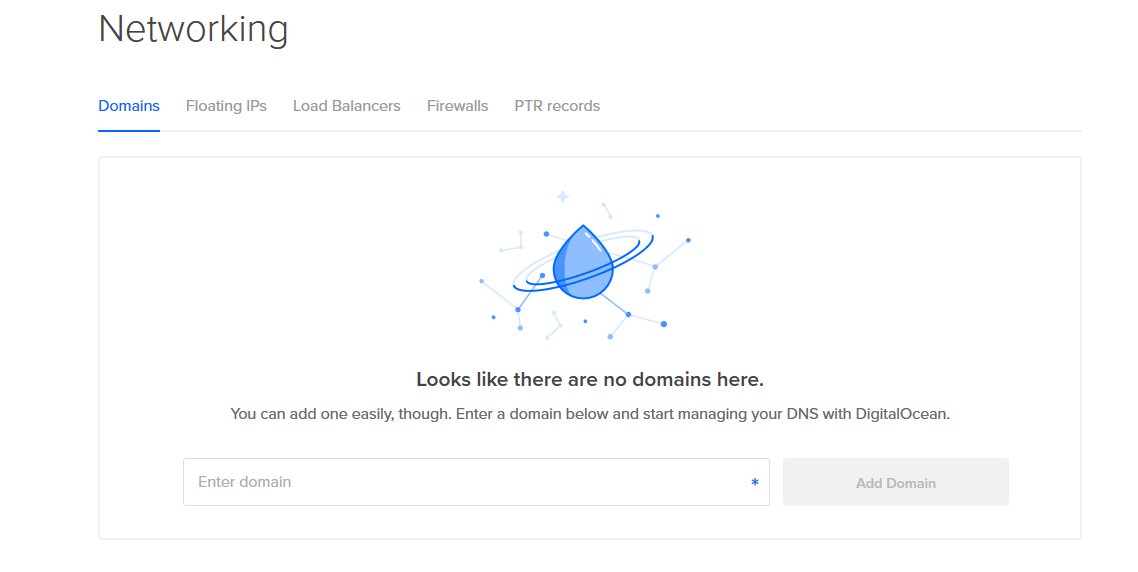 Networking
Domains Floating IPs Load Balancers Firewalls PTR records
Looks like there are no domains here.
You can add one easily, though. Enter a domain below and start managing your DNS with DigitalOcean.
Enter domain * Add Domain